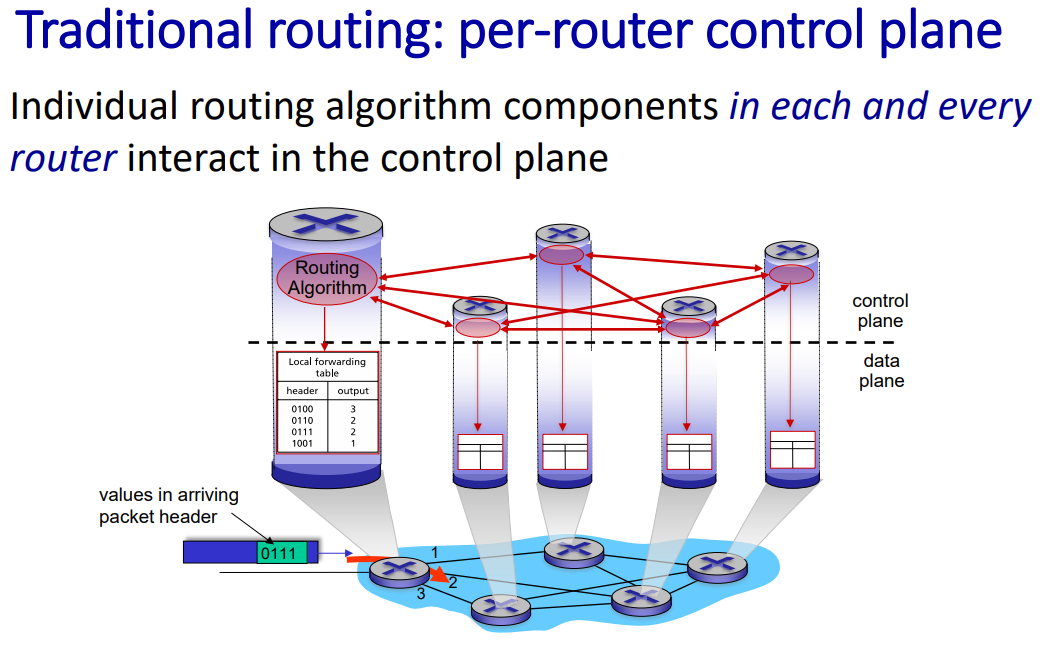 Traditional routing: per-router control plane
Individual routing algorithm components in each and every
router interact in the control plane
Routing
Algorithm
control
plane
data
plane
Local forwarding
table
header output
0100 3
0110 2
0111 2
1001 1
values in arriving
packet header
0111
1
2
3